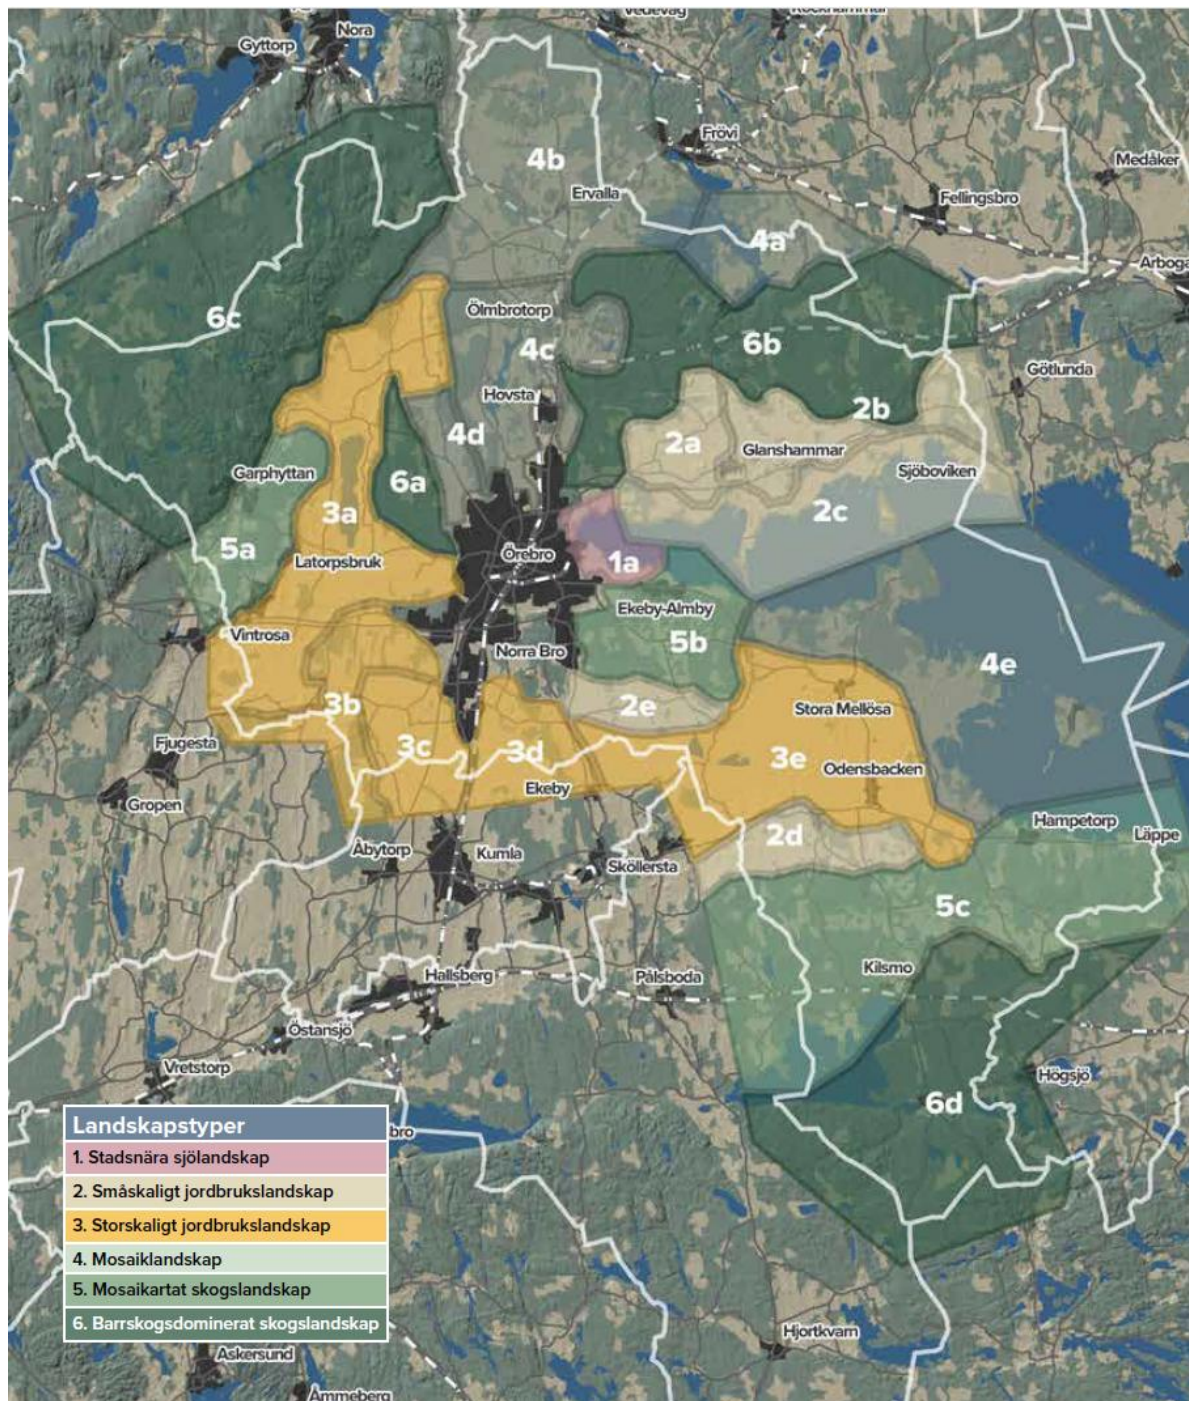 Vedevåg
Rockhammar
Nora
Gyttorp
Frövi
4b
Medåker
Ervalla
Fellingsbro
4a
Arboga
6c
Ölmbrotorp
4c
6b
Götlunda
Hovsta
2b
4d
2a
Glanshammar
Garphyttan
Sjöboviken
6a
3a
2c
5a
Latorpsbruk
Örebro
1a
Ekeby-Almby
Vintrosa
Norra Bro
5b
4e
3b
2e
Stora Mellösa
Fjugesta
3c
3d
3e
Odensbacken
Ekeby
Gropen
Hampetorp
Läppe
2d
Åbytorp
Kumla
Sköllersta
5c
Hallsberg
Pålsboda
Kilsmo
Östansjö
Vretstorp
Högsjö
6d
Landskapstyper
bro
1. Stadsnära sjölandskap
2. Småskaligt jordbrukslandskap
3. Storskaligt jordbrukslandskap
4. Mosaiklandskap
5. Mosaikartat skogslandskap
6. Barrskogsdominerat skogslandskap
Hjortkvarn
Askersund
Åmmeberg